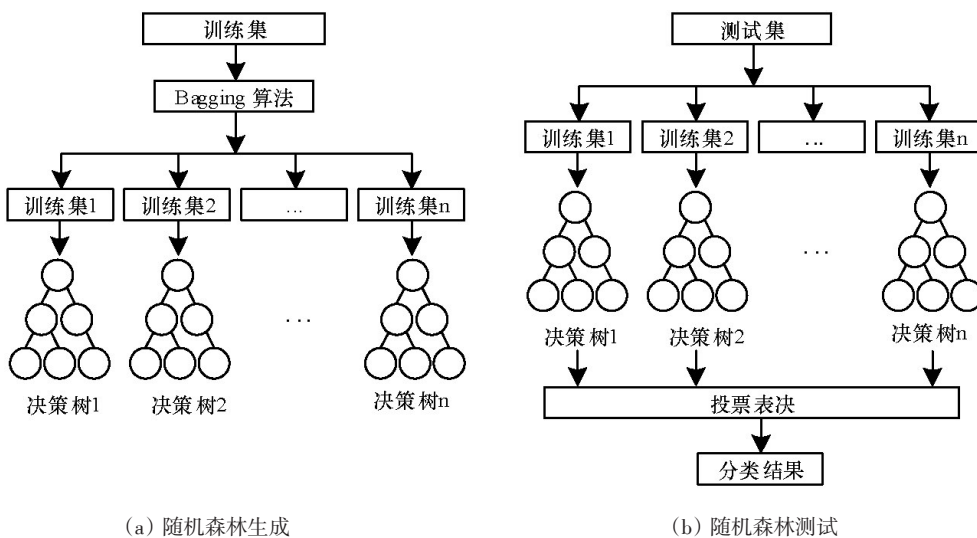 训练集
Bagging 算法
训练集1
训练集2
...
训练集n
...
决策树1
决策树2
决策树n
(a) 随机森林生成
测试集
训练集1
训练集2
...
训练集n
...
决策树1
决策树2
决策树n
投票表决
分类结果
(b) 随机森林测试